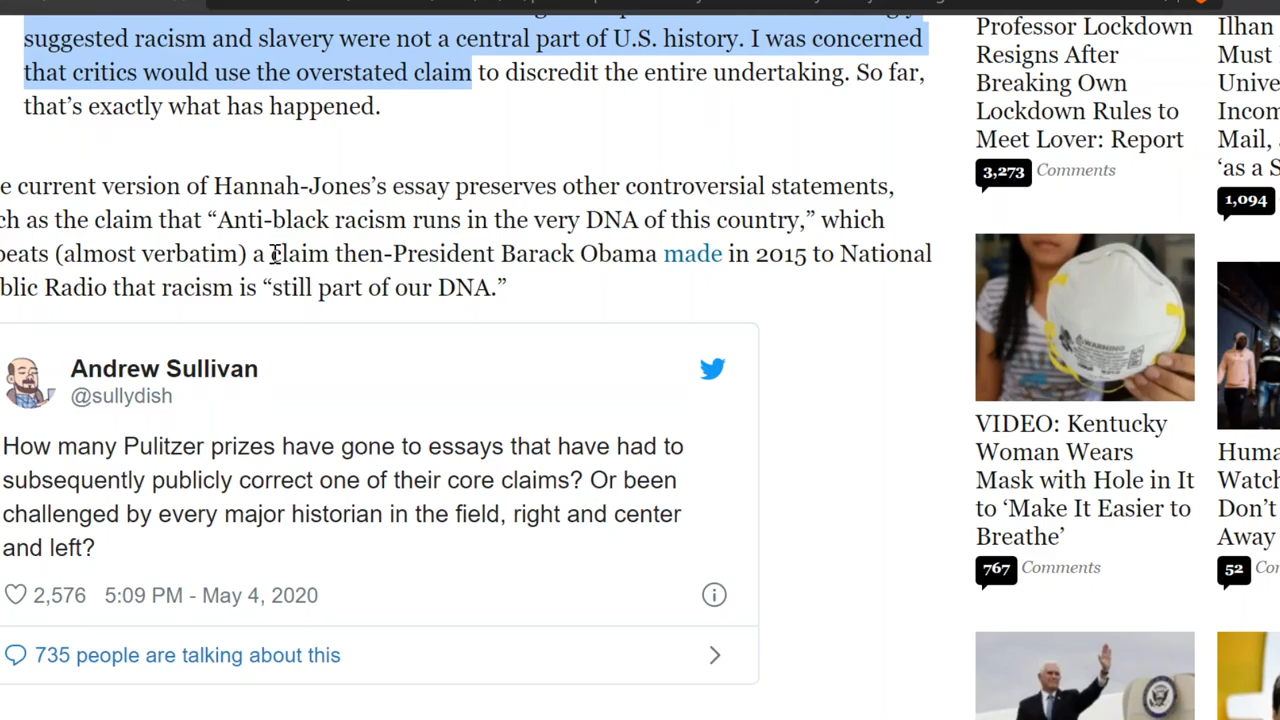 suggested racism and slavery were not a central part of U.S. history. I was concerned
that critics would use the overstated claim to discredit the entire undertaking. So far,
that’s exactly what has happened.
e current version of Hannah-Jones’s essay preserves other controversial statements,
ch as the claim that “Anti-black racism runs in the very DNA of this country,” which
eats (almost verbatim) a claim then-President Barack Obama made in 2015 to National
blic Radio that racism is “still part of our DNA.”
Andrew Sullivan
@sullydish
How many Pulitzer prizes have gone to essays that have had to
subsequently publicly correct one of their core claims? Or been
challenged by every major historian in the field, right and center
and left?
2,576 5:09 PM - May 4, 2020
735 people are talking about this
Professor Lockdown
Resigns After
Breaking Own
Lockdown Rules to
Meet Lover: Report
3,273 Comments
VIDEO: Kentucky
Woman Wears
Mask with Hole in It
to ‘Make It Easier to
Breathe’
767 Comments
Ilhan
Must
Unive
Incom
Mail,
‘as a S
1,094
Huma
Watch
Don’t
Away
52 Co